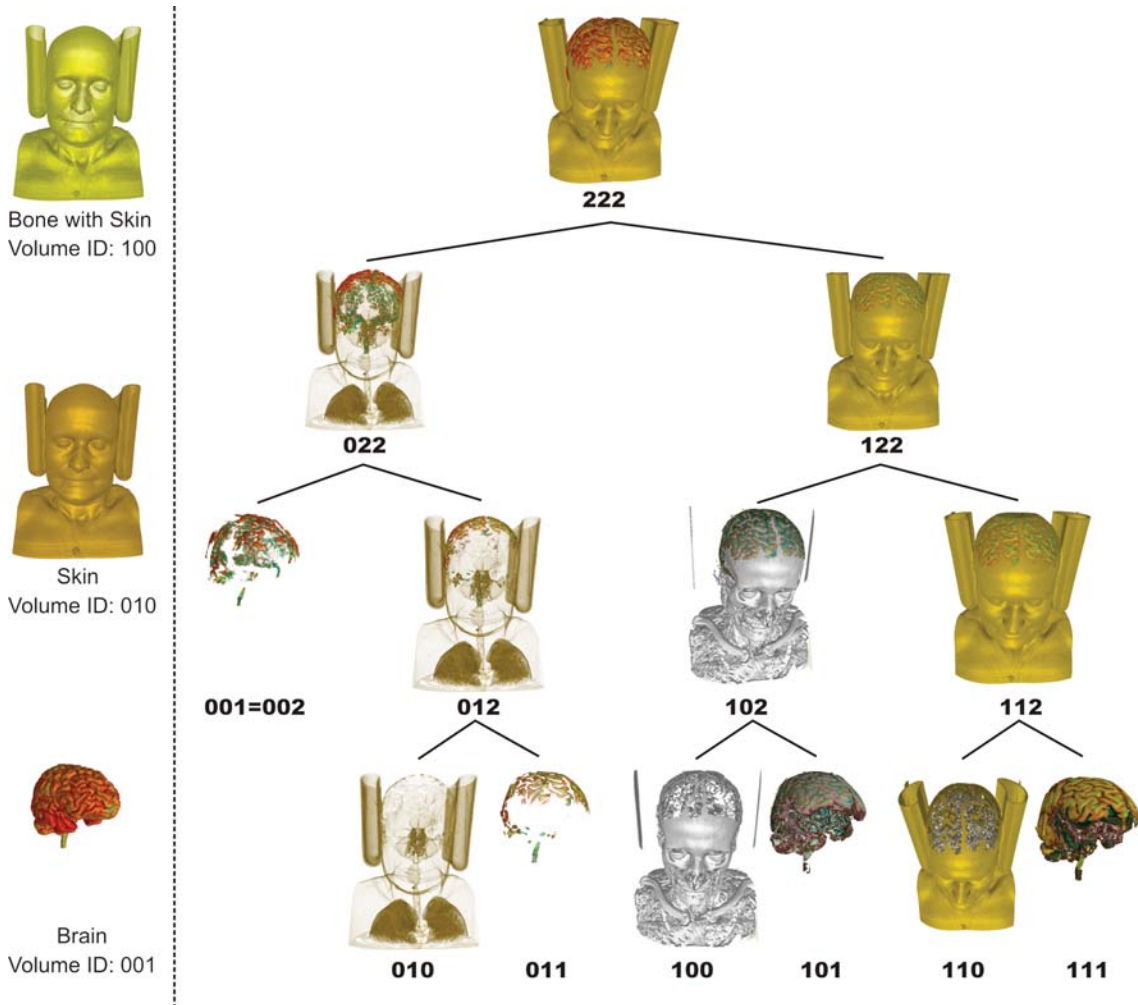 Bone with Skin
Volume ID: 100
Skin
Volume ID: 010
Brain
Volume ID: 001
222
022
122
001=002
012
102
112
010
011
100
101
110
111